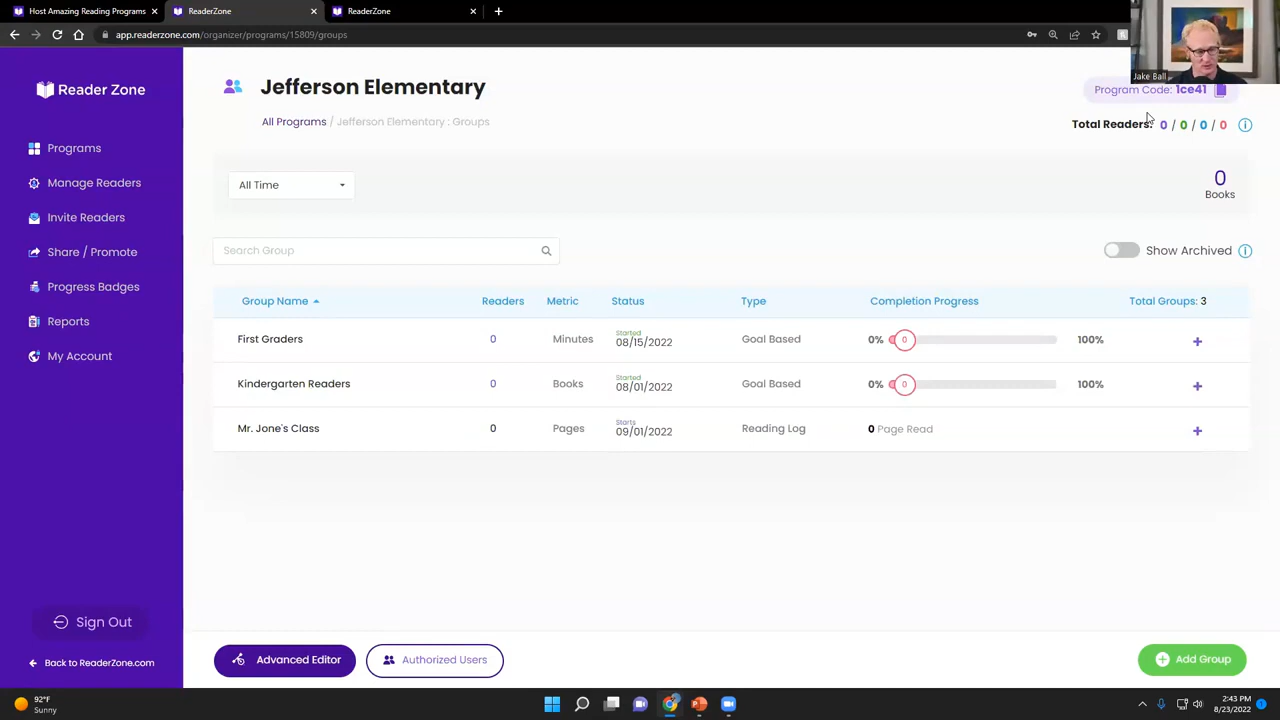 Host Amazing Reading Programs
ReaderZone
ReaderZone
app.readerzone.com/organizer/programs/15809/groups
Jake Ball
Reader Zone
Jefferson Elementary
Program Code: 1ce41
All Programs / Jefferson Elementary : Groups
Total Readers: 0 / 0 / 0 / 0
Programs
Manage Readers
Invite Readers
Share / Promote
Progress Badges
Reports
My Account
All Time
0
Books
Search Group
Show Archived
Group Name Readers Metric Status Type Completion Progress Total Groups: 3
First Graders 0 Minutes Started 08/15/2022 Goal Based 0% 0 100% +
Kindergarten Readers 0 Books Started 08/01/2022 Goal Based 0% 0 100% +
Mr. Jone's Class 0 Pages Starts 09/01/2022 Reading Log 0 Page Read +
Sign Out
Back to ReaderZone.com
Advanced Editor
Authorized Users
Add Group
92°F
Sunny
2:43 PM
8/23/2022